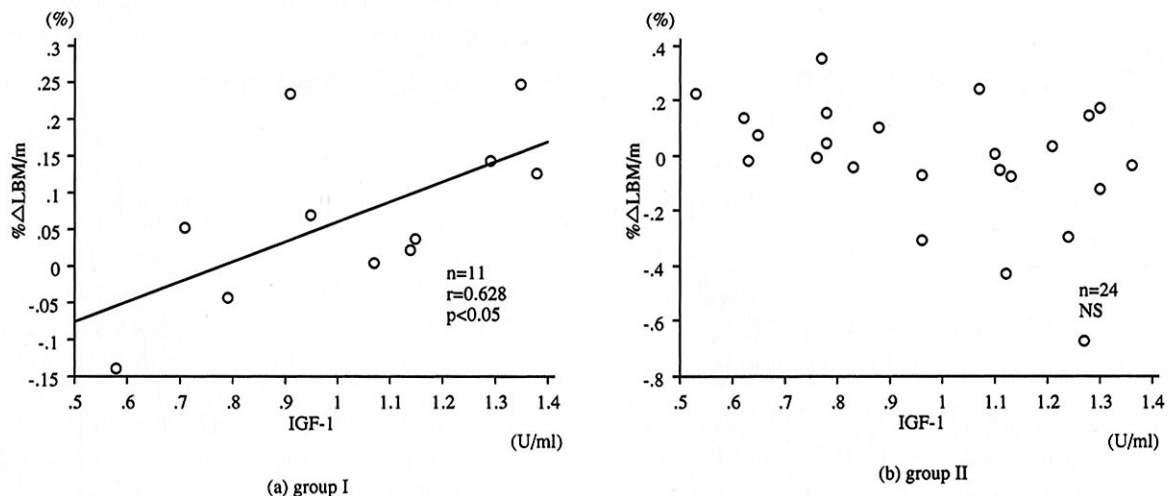 (%)
.3
.25
.2
.15
.1
.05
0
-.05
-.1
-.15
%△LBM/m
n=11
r=0.628
p<0.05
.5 .6 .7 .8 .9 1 1.1 1.2 1.3 1.4
IGF-1
(U/ml)
(a) group I
(%)
.6
.4
.2
0
-.2
-.4
-.6
-.8
%△LBM/m
n=24
NS
.5 .6 .7 .8 .9 1 1.1 1.2 1.3 1.4
IGF-1
(U/ml)
(b) group II